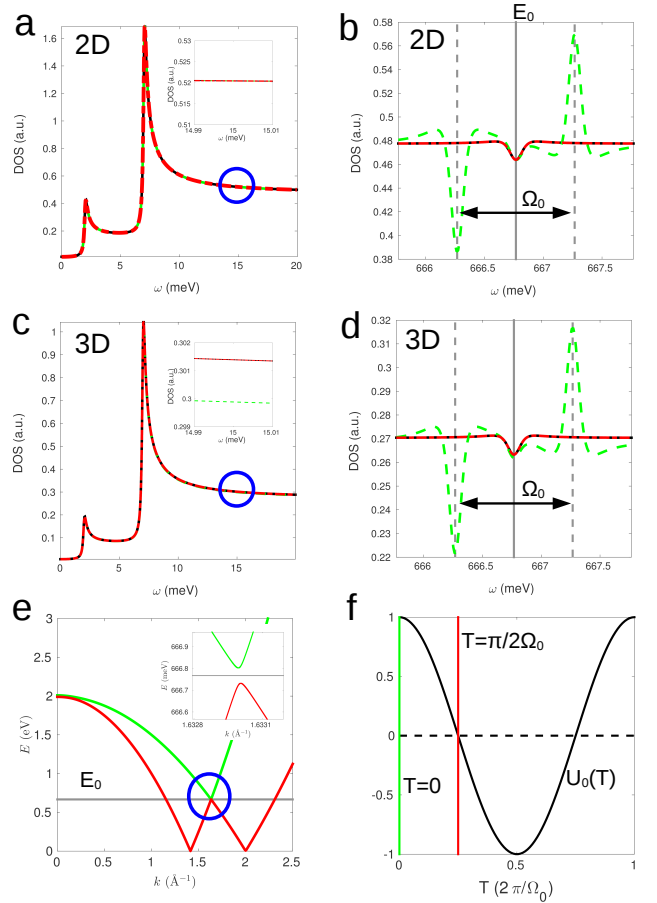 a
2D
DOS (a.u.)
1.6
1.4
1.2
1
0.8
0.6
0.4
0.2
0
5
10
15
20
ω (meV)
DOS (a.u.)
0.53
0.525
0.52
0.515
0.51
14.99
15
15.01
ω (meV)
b
2D
E0
DOS (a.u.)
0.58
0.56
0.54
0.52
0.5
0.48
0.46
0.44
0.42
0.4
0.38
Ω0
666
666.5
667
667.5
ω (meV)
c
3D
DOS (a.u.)
1
0.9
0.8
0.7
0.6
0.5
0.4
0.3
0.2
0.1
0
5
10
15
20
ω (meV)
DOS (a.u.)
0.303
0.302
0.301
0.3
0.299
14.99
15
15.01
ω (meV)
d
3D
DOS (a.u.)
0.32
0.31
0.3
0.29
0.28
0.27
0.26
0.25
0.24
0.23
0.22
Ω0
666
666.5
667
667.5
ω (meV)
e
E (eV)
3
2.5
2
1.5
1
0.5
0
E0
0
0.5
1
1.5
2
2.5
k (Å⁻¹)
E (meV)
666.9
666.8
666.7
666.6
1.6328
1.6331
k (Å⁻¹)
f
1
0.5
0
-0.5
-1
T=π/2Ω0
T=0
U0(T)
0
0.5
1
T (2 π/Ω0)